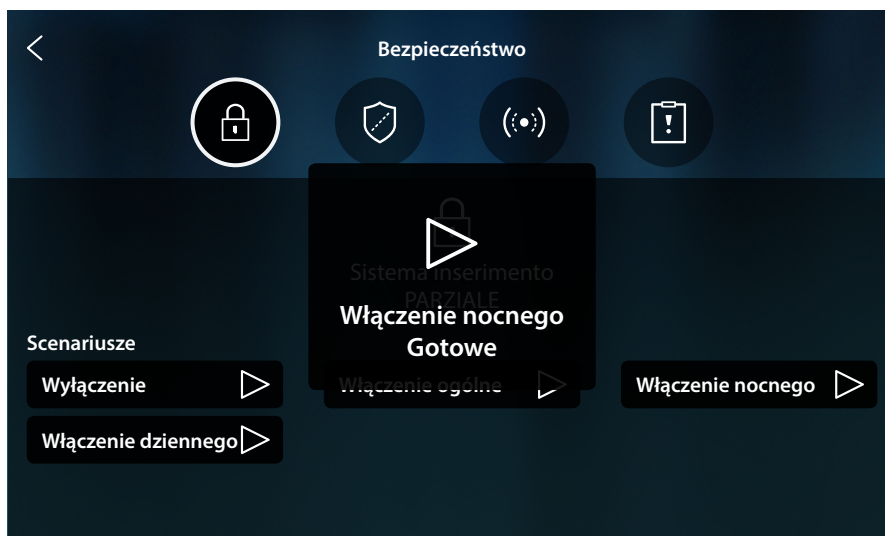 Bezpieczeństwo
Sistema inserimento
PARZIALE
Włączenie nocnego
Gotowe
Scenariusze
Wyłączenie
Włączenie ogólne
Włączenie nocnego
Włączenie dziennego